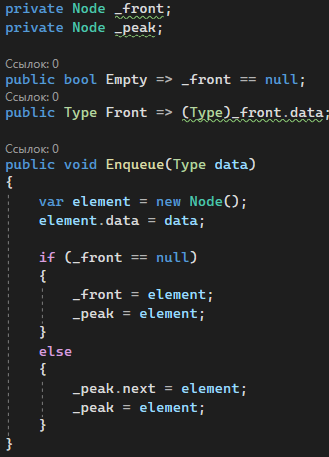 private Node _front;
private Node _peak;
Ссылок: 0
public bool Empty => _front == null;
Ссылок: 0
public Type Front => (Type)_front.data;
Ссылок: 0
public void Enqueue(Type data)
{
    var element = new Node();
    element.data = data;
    if (_front == null)
    {
        _front = element;
        _peak = element;
    }
    else
    {
        _peak.next = element;
        _peak = element;
    }
}